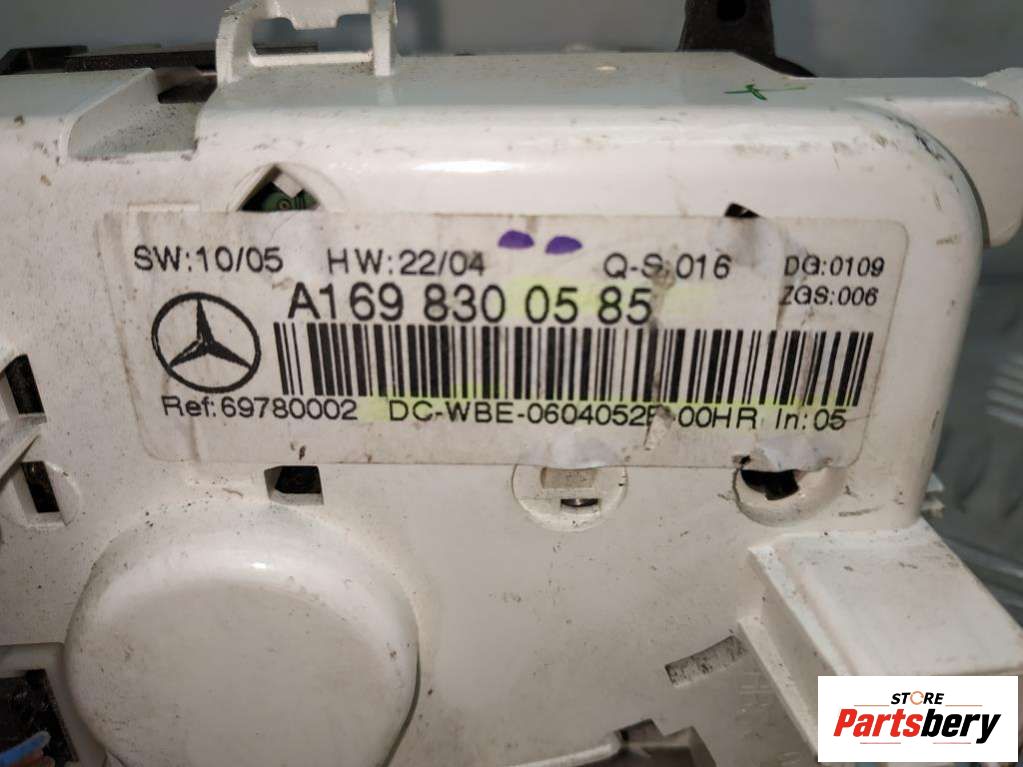 SW:10/05 HW:22/04 Q-S:016 DG:0109
ZGS:006
A169 830 05 85
Ref:69780002 DC-WBE-0604052 00HR In:05
STORE
Partsbery